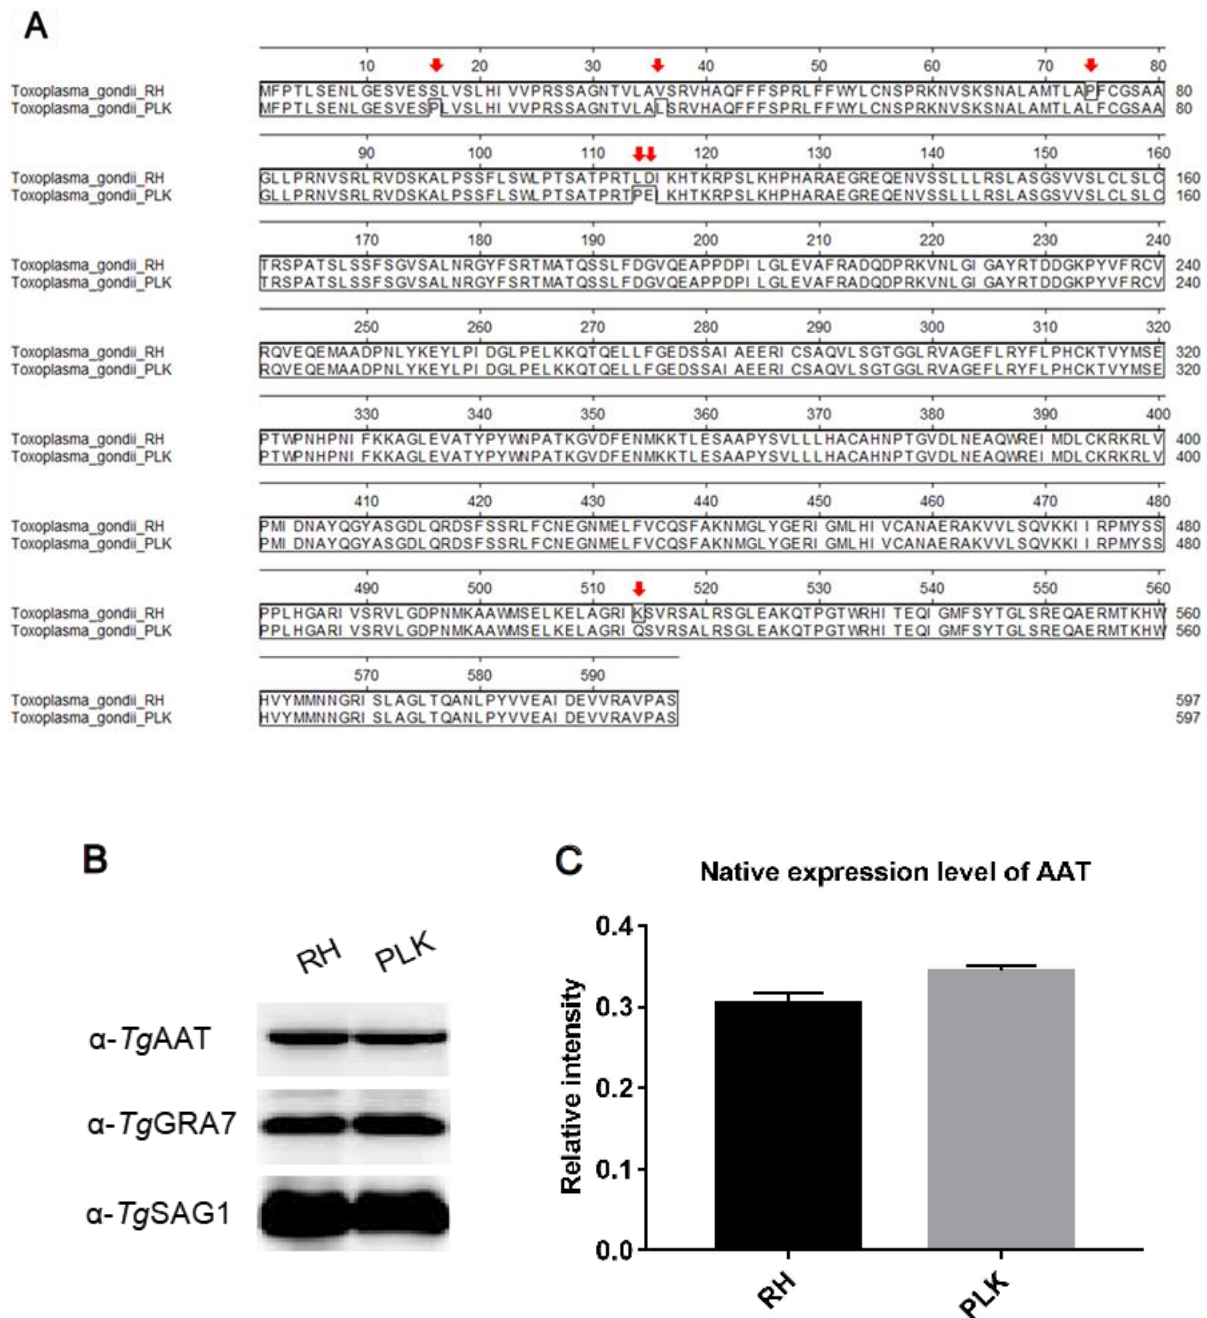 A
10 20 30 40 50 60 70 80
Toxoplasma_gondii_RH MFPTLSENLGESVESSLVSLHIVVPRSSAGNTVLAVSRVHAQFFFSPRLFFWYLCNSPRKNVSKSNALAMTLAPFCGSAA 80
Toxoplasma_gondii_PLK MFPTLSENLGESVESPLVSLHIVVPRSSAGNTVLALSRVHAQFFFSPRLFFWYLCNSPRKNVSKSNALAMTLALFCGSAA 80
90 100 110 120 130 140 150 160
Toxoplasma_gondii_RH GLLPRNVSRLRVDSKALPSSFLSWLPTSATPRTLDIKHTKRPSLKHPHARAEGREQENVSSLLLRSLASGSVVSLCLSLC 160
Toxoplasma_gondii_PLK GLLPRNVSRLRVDSKALPSSFLSWLPTSATPRTPEIKHTKRPSLKHPHARAEGREQENVSSLLLRSLASGSVVSLCLSLC 160
170 180 190 200 210 220 230 240
Toxoplasma_gondii_RH TRSPATSLSSFSGVSALNRGYFSRTMATQSSLFDGVQEAPPDPILGLEVAFRADQDPRKVNLGIGAYRTDDGKPYVFRCV 240
Toxoplasma_gondii_PLK TRSPATSLSSFSGVSALNRGYFSRTMATQSSLFDGVQEAPPDPILGLEVAFRADQDPRKVNLGIGAYRTDDGKPYVFRCV 240
250 260 270 280 290 300 310 320
Toxoplasma_gondii_RH RQVEQEMAADPNLYKEYLPIDGLPELKKQTQELLFGEDSSAIAEERICSAQVLSGTGGLRVAGEFLRYFLPHCKTVYMSE 320
Toxoplasma_gondii_PLK RQVEQEMAADPNLYKEYLPIDGLPELKKQTQELLFGEDSSAIAEERICSAQVLSGTGGLRVAGEFLRYFLPHCKTVYMSE 320
330 340 350 360 370 380 390 400
Toxoplasma_gondii_RH PTWPNHPNIFKKAGLEVATYPYWNPATKGVDFENMKKTLESAAPYSVLLLHACAHNPTGVDLNEAQWREIMDLCKRKRLV 400
Toxoplasma_gondii_PLK PTWPNHPNIFKKAGLEVATYPYWNPATKGVDFENMKKTLESAAPYSVLLLHACAHNPTGVDLNEAQWREIMDLCKRKRLV 400
410 420 430 440 450 460 470 480
Toxoplasma_gondii_RH PMIDNAYQGYASGDLQRDSFSSRLFCNEGNMELFVCQSFAKNMGLYGERIGMLHIVCANAERAKVVLSQVKKIIRPMYSS 480
Toxoplasma_gondii_PLK PMIDNAYQGYASGDLQRDSFSSRLFCNEGNMELFVCQSFAKNMGLYGERIGMLHIVCANAERAKVVLSQVKKIIRPMYSS 480
490 500 510 520 530 540 550 560
Toxoplasma_gondii_RH PPLHGARIVSRVLGDPNMKAAWMSELKELAGRIKSVRSALRSGLEAKQTPGTWRHITEQIGMFSYTGLSREQAERMTKHW 560
Toxoplasma_gondii_PLK PPLHGARIVSRVLGDPNMKAAWMSELKELAGRIQSVRSALRSGLEAKQTPGTWRHITEQIGMFSYTGLSREQAERMTKHW 560
570 580 590
Toxoplasma_gondii_RH HVYMMNNGRISLAGLTQANLPYVVEAIDEVVRAVPAS 597
Toxoplasma_gondii_PLK HVYMMNNGRISLAGLTQANLPYVVEAIDEVVRAVPAS 597
B
RH PLK
α-TgAAT
α-TgGRA7
α-TgSAG1
C
Native expression level of AAT
Relative intensity
0.4
0.3
0.2
0.1
0.0
RH
PLK